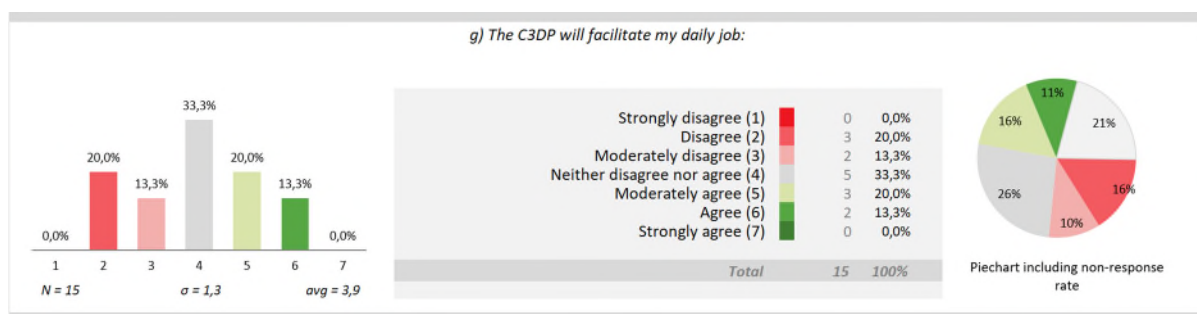 g) The C3DP will facilitate my daily job:
0,0%
20,0%
13,3%
33,3%
20,0%
13,3%
0,0%
1 2 3 4 5 6 7
N = 15 σ = 1,3 avg = 3,9
Strongly disagree (1) 0 0,0%
Disagree (2) 3 20,0%
Moderately disagree (3) 2 13,3%
Neither disagree nor agree (4) 5 33,3%
Moderately agree (5) 3 20,0%
Agree (6) 2 13,3%
Strongly agree (7) 0 0,0%
Total 15 100%
11%
21%
16%
16%
26%
10%
Piechart including non-response
rate